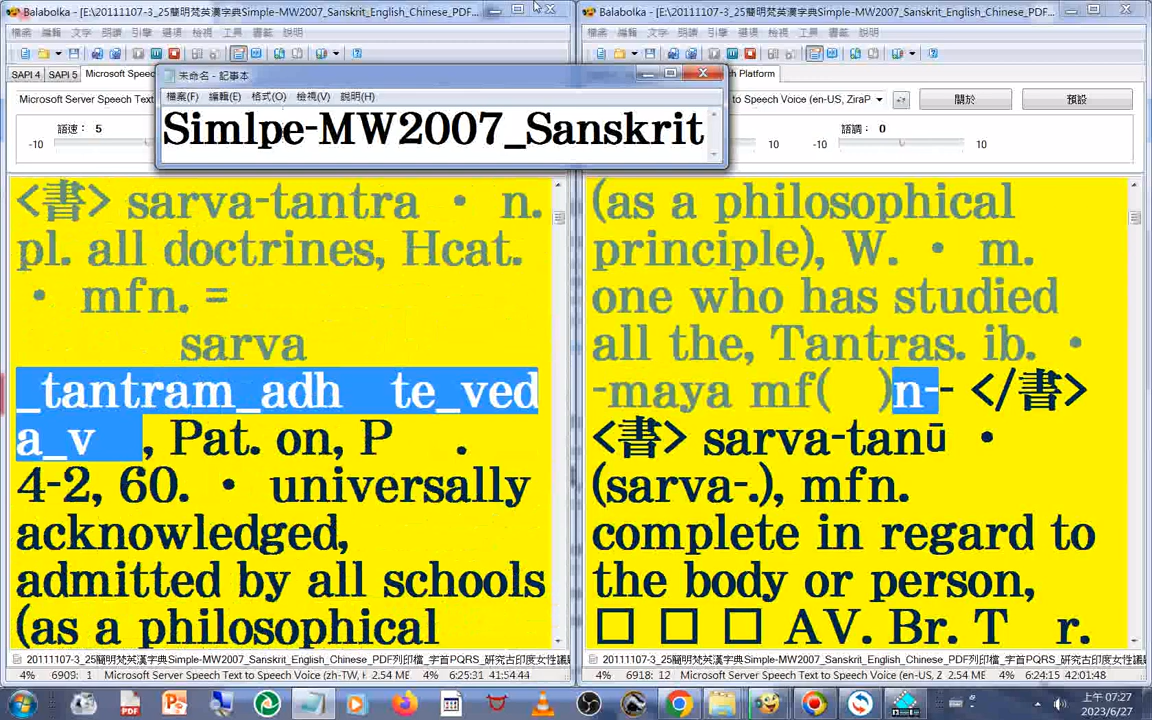 Balabolka - [E:\20111107-3_25簡明梵英漢字典Simple-MW2007_Sanskrit_English_Chinese_PDF...
檔案 編輯 文字 朗讀 引擎 選項 檢視 工具 書籤 說明
SAPI 4 SAPI 5 Microsoft Speec
Microsoft Server Speech Text
語速： 5
-10
未命名 - 記事本
檔案(F) 編輯(E) 格式(O) 檢視(V) 說明(H)
Simlpe-MW2007_Sanskrit
<書> sarva-tantra • n.
pl. all doctrines, Hcat.
• mfn. =
sarva
_tantram_adh te_ved
a_v , Pat. on, P .
4-2, 60. • universally
acknowledged,
admitted by all schools
(as a philosophical
20111107-3_25簡明梵英漢字典Simple-MW2007_Sanskrit_English_Chinese_PDF列印檔_字首PQRS_研究古印度女性議
4% 6909: 1 Microsoft Server Speech Text to Speech Voice (zh-TW, H 2.54 ME 4% 6:25:31 41:54:44
Balabolka - [E:\20111107-3_25簡明梵英漢字典Simple-MW2007_Sanskrit_English_Chinese_PDF...
檔案 編輯 文字 朗讀 引擎 選項 檢視 工具 書籤 說明
h Platform
to Speech Voice (en-US, ZiraP
關於
預設
語調： 0
10 -10 10
(as a philosophical
principle), W. • m.
one who has studied
all the, Tantras. ib. •
-maya mf( )n-- </書>
<書> sarva-tanū •
(sarva-.), mfn.
complete in regard to
the body or person,
□ □ □ AV. Br. T r.
20111107-3_25簡明梵英漢字典Simple-MW2007_Sanskrit_English_Chinese_PDF列印檔_字首PQRS_研究古印度女性議
4% 6918: 12 Microsoft Server Speech Text to Speech Voice (en-US, Z 2.54 ME 4% 6:24:15 42:01:48
上午 07:27
2023/6/27